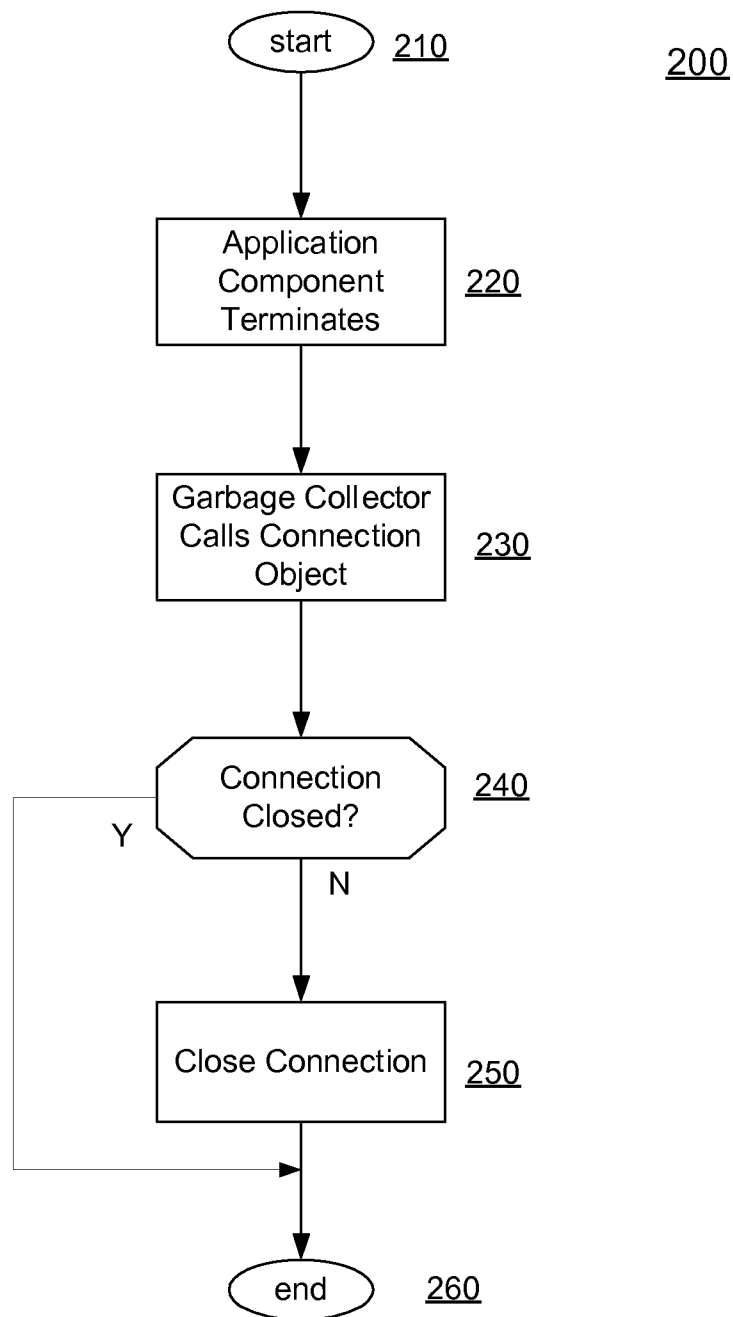 start
210
200
Application
Component
Terminates
220
Garbage Collector
Calls Connection
Object
230
Connection
Closed?
240
Y
N
Close Connection
250
end
260